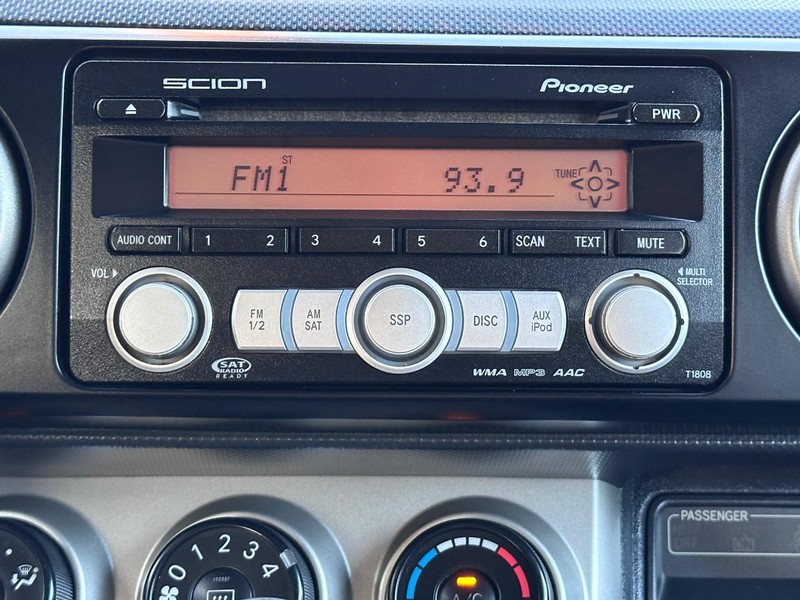 SCION Pioneer
PWR
ST
FM1 93.9 TUNE
AUDIO CONT 1 2 3 4 5 6 SCAN TEXT MUTE
VOL
MULTI
SELECTOR
FM
1/2
AM
SAT
SSP
DISC
AUX
iPod
SAT
RADIO
READY
WMA MP3 AAC
T1808
PASSENGER
0 1 2 3 4
A/C